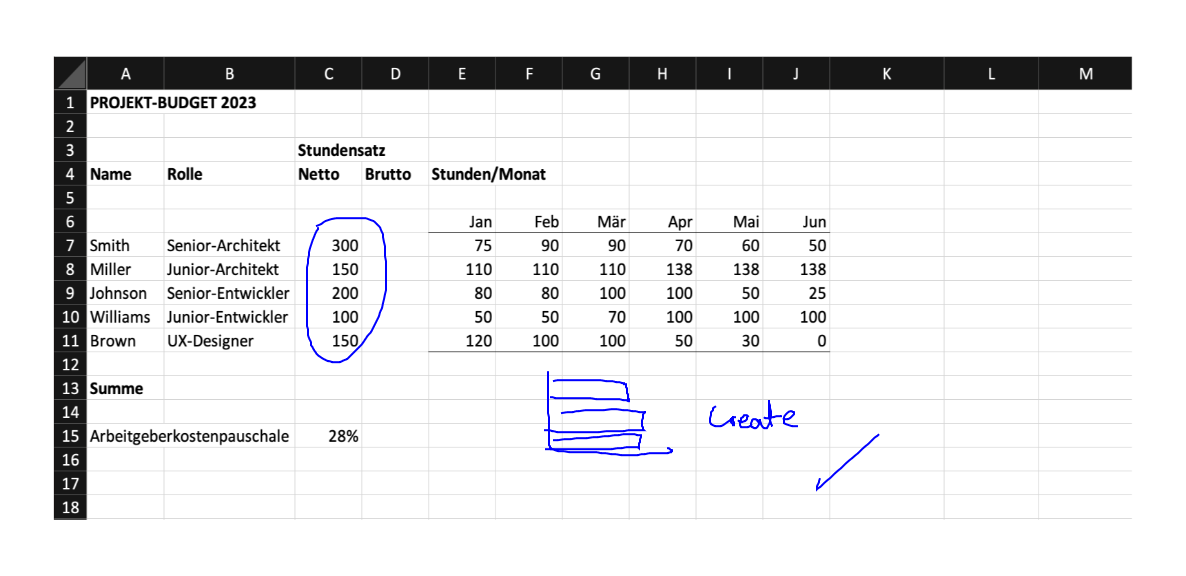 A B C D E F G H I J K L M
1 PROJEKT-BUDGET 2023
2
3 Stundensatz
4 Name Rolle Netto Brutto Stunden/Monat
5
6 Jan Feb Mär Apr Mai Jun
7 Smith Senior-Architekt 300 75 90 90 70 60 50
8 Miller Junior-Architekt 150 110 110 110 138 138 138
9 Johnson Senior-Entwickler 200 80 80 100 100 50 25
10 Williams Junior-Entwickler 100 50 50 70 100 100 100
11 Brown UX-Designer 150 120 100 100 50 30 0
12
13 Summe
14 Create
15 Arbeitgeberkostenpauschale 28%
16
17
18